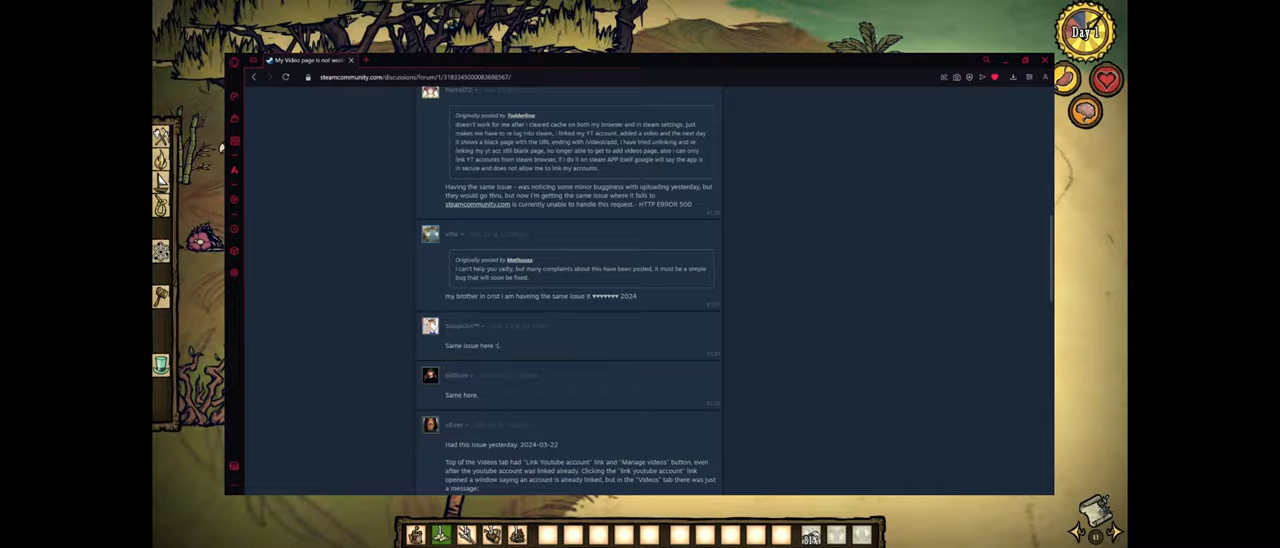 Day 1
My Video page is not wor
steamcommunity.com/discussions/forum/1/3183345000083698567/
Originally posted by Todderline:
doesn't work for me after i cleared cache on both my browser and in steam settings, just
makes me have to re log into steam, i linked my YT account, added a video and the next day
it shows a black page with the URL ending with /videos/add, i have tried unlinking and re
linking my yt acc still blank page, no longer able to get to add videos page, also i can only
link YT accounts from steam browser, if i do it on steam APP itself google will say the app is
in secure and does not allow me to link my accounts..
Having the same issue - was noticing some minor bugginess with uploading yesterday, but
they would go thru, but now i'm getting the same issue where it fails to
steamcommunity.com is currently unable to handle this request.- HTTP ERROR 500
vita
Originally posted by Methouse:
I can't help you sadly, but many complaints about this have been posted, it must be a simple
bug that will soon be fixed.
my brother in crist I am haveing the same issue it ♥♥♥♥♥♥♥ 2024
Same issue here :(.
Same here.
xEver
Had this issue yesterday. 2024-03-22
Top of the Videos tab had "Link Youtube account" link and "Manage videos" button, even
after the youtube account was linked already. Clicking the "link youtube account" link
opened a window saying an account is already linked, but in the "Videos" tab there was just
a message:
81%